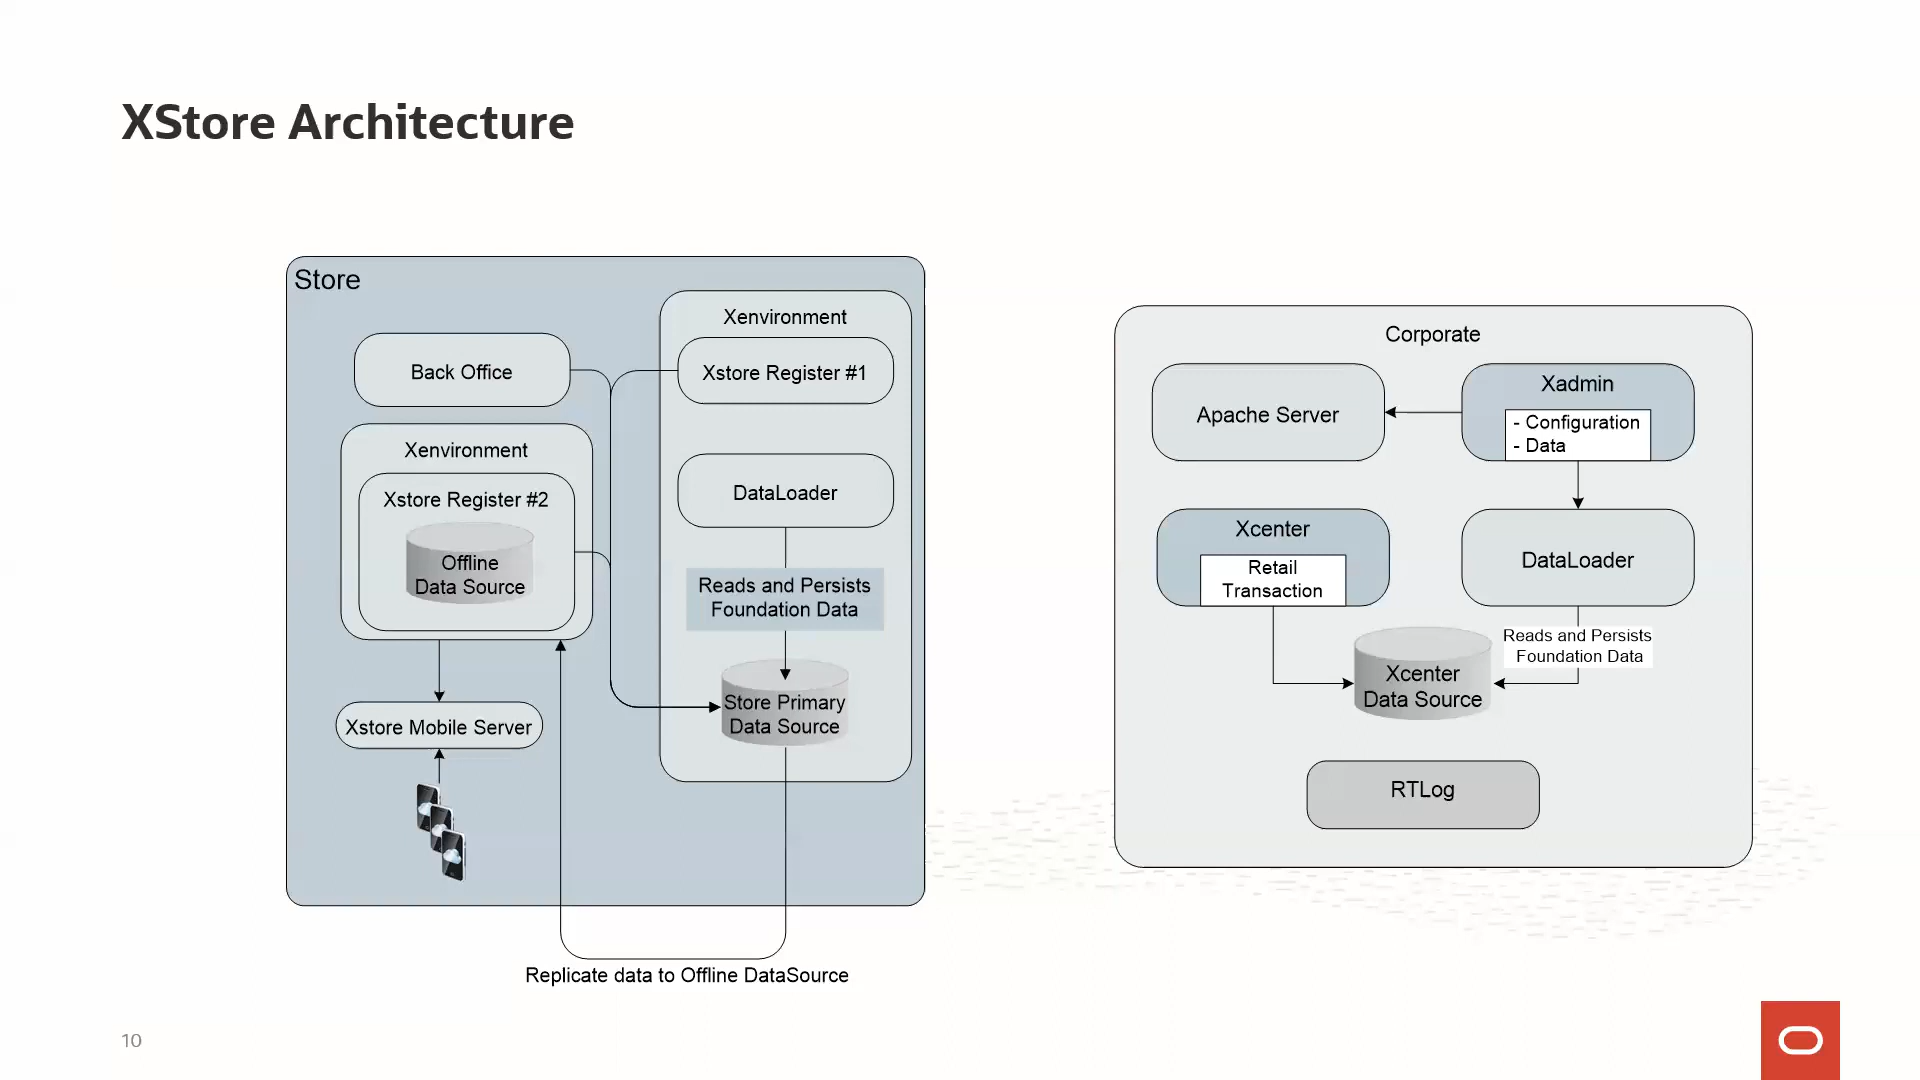 XStore Architecture
Store
Back Office
Xenvironment
Xstore Register #2
Offline
Data Source
Xstore Mobile Server
Xenvironment
Xstore Register #1
DataLoader
Reads and Persists
Foundation Data
Store Primary
Data Source
Replicate data to Offline DataSource
Corporate
Apache Server
Xadmin
- Configuration
- Data
Xcenter
Retail
Transaction
DataLoader
Reads and Persists
Foundation Data
Xcenter
Data Source
RTLog
10